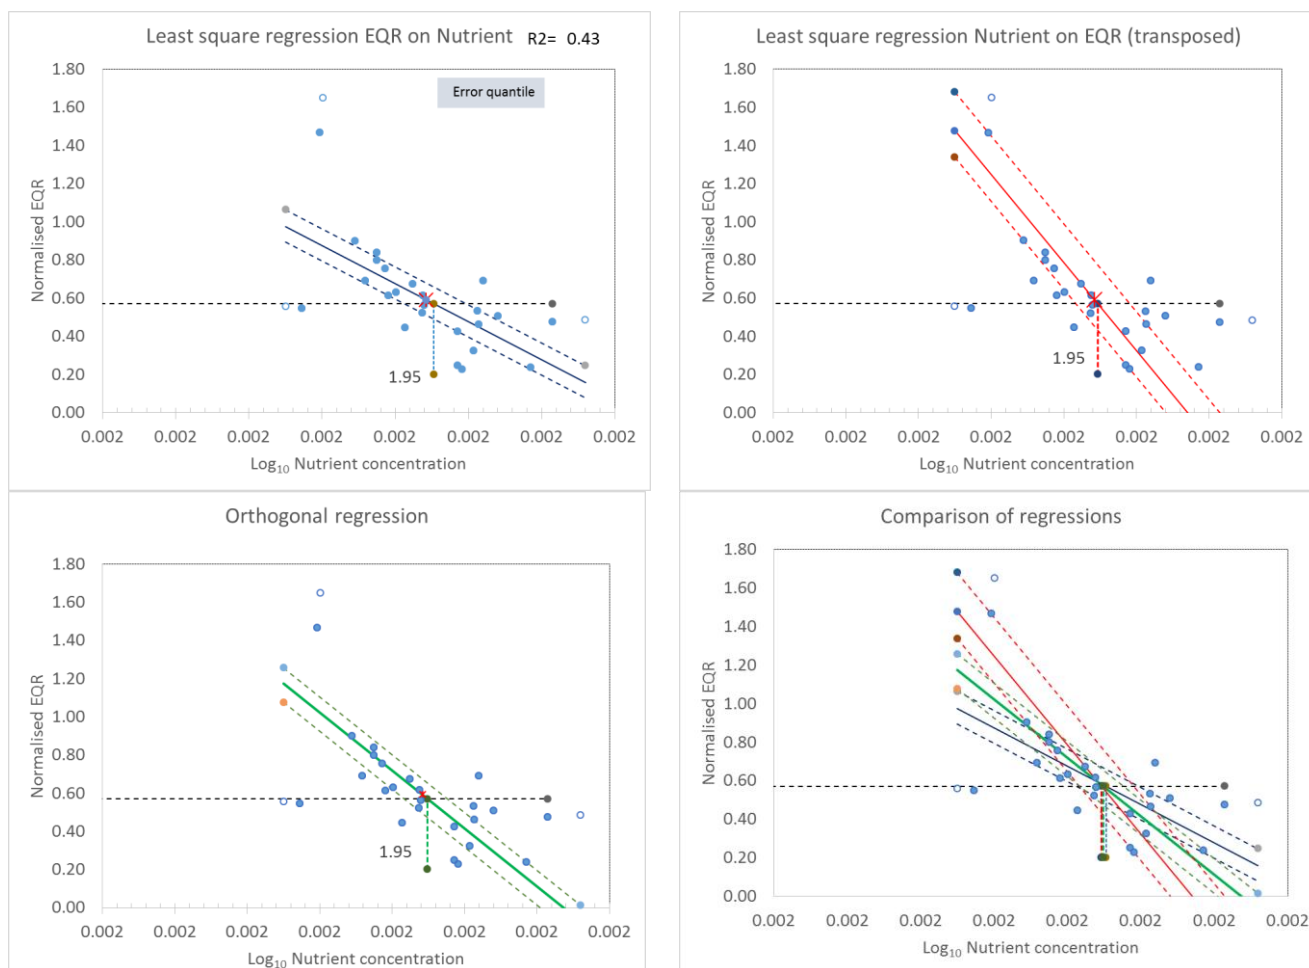 Least square regression EQR on Nutrient R2= 0.43
Error quantile
Normalised EQR
1.80
1.60
1.40
1.20
1.00
0.80
0.60
0.40
0.20
0.00
1.95
0.002 0.002 0.002 0.002 0.002 0.002 0.002 0.002
Log₁₀ Nutrient concentration
Least square regression Nutrient on EQR (transposed)
Normalised EQR
1.80
1.60
1.40
1.20
1.00
0.80
0.60
0.40
0.20
0.00
1.95
0.002 0.002 0.002 0.002 0.002 0.002 0.002 0.002
Log₁₀ Nutrient concentration
Orthogonal regression
Normalised EQR
1.80
1.60
1.40
1.20
1.00
0.80
0.60
0.40
0.20
0.00
1.95
0.002 0.002 0.002 0.002 0.002 0.002 0.002 0.002
Log₁₀ Nutrient concentration
Comparison of regressions
Normalised EQR
1.80
1.60
1.40
1.20
1.00
0.80
0.60
0.40
0.20
0.00
0.002 0.002 0.002 0.002 0.002 0.002 0.002 0.002
Log₁₀ Nutrient concentration